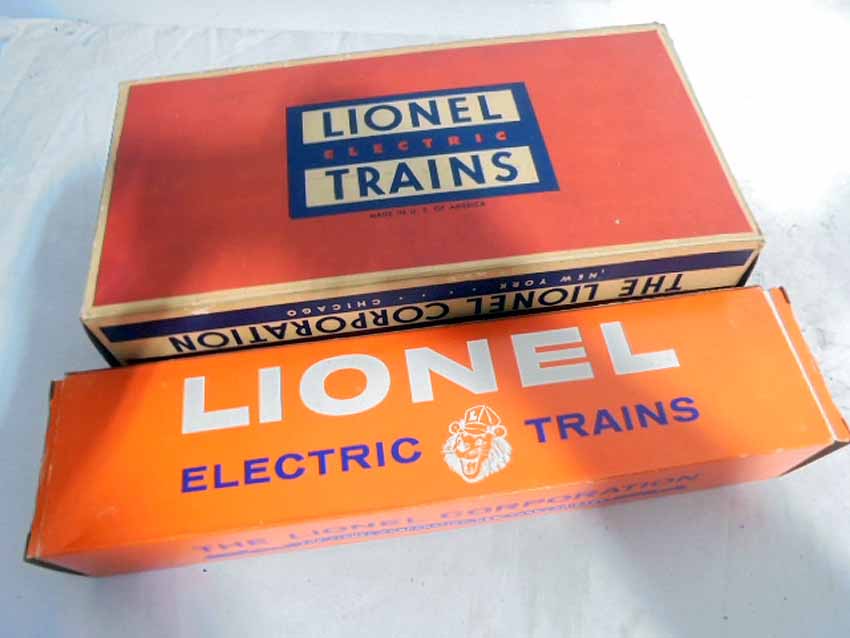 LIONEL
ELECTRIC
TRAINS
MADE IN U. S. OF AMERICA
THE LIONEL CORPORATION
NEW YORK
CHICAGO
LIONEL
ELECTRIC TRAINS
L
THE LIONEL CORPORATION